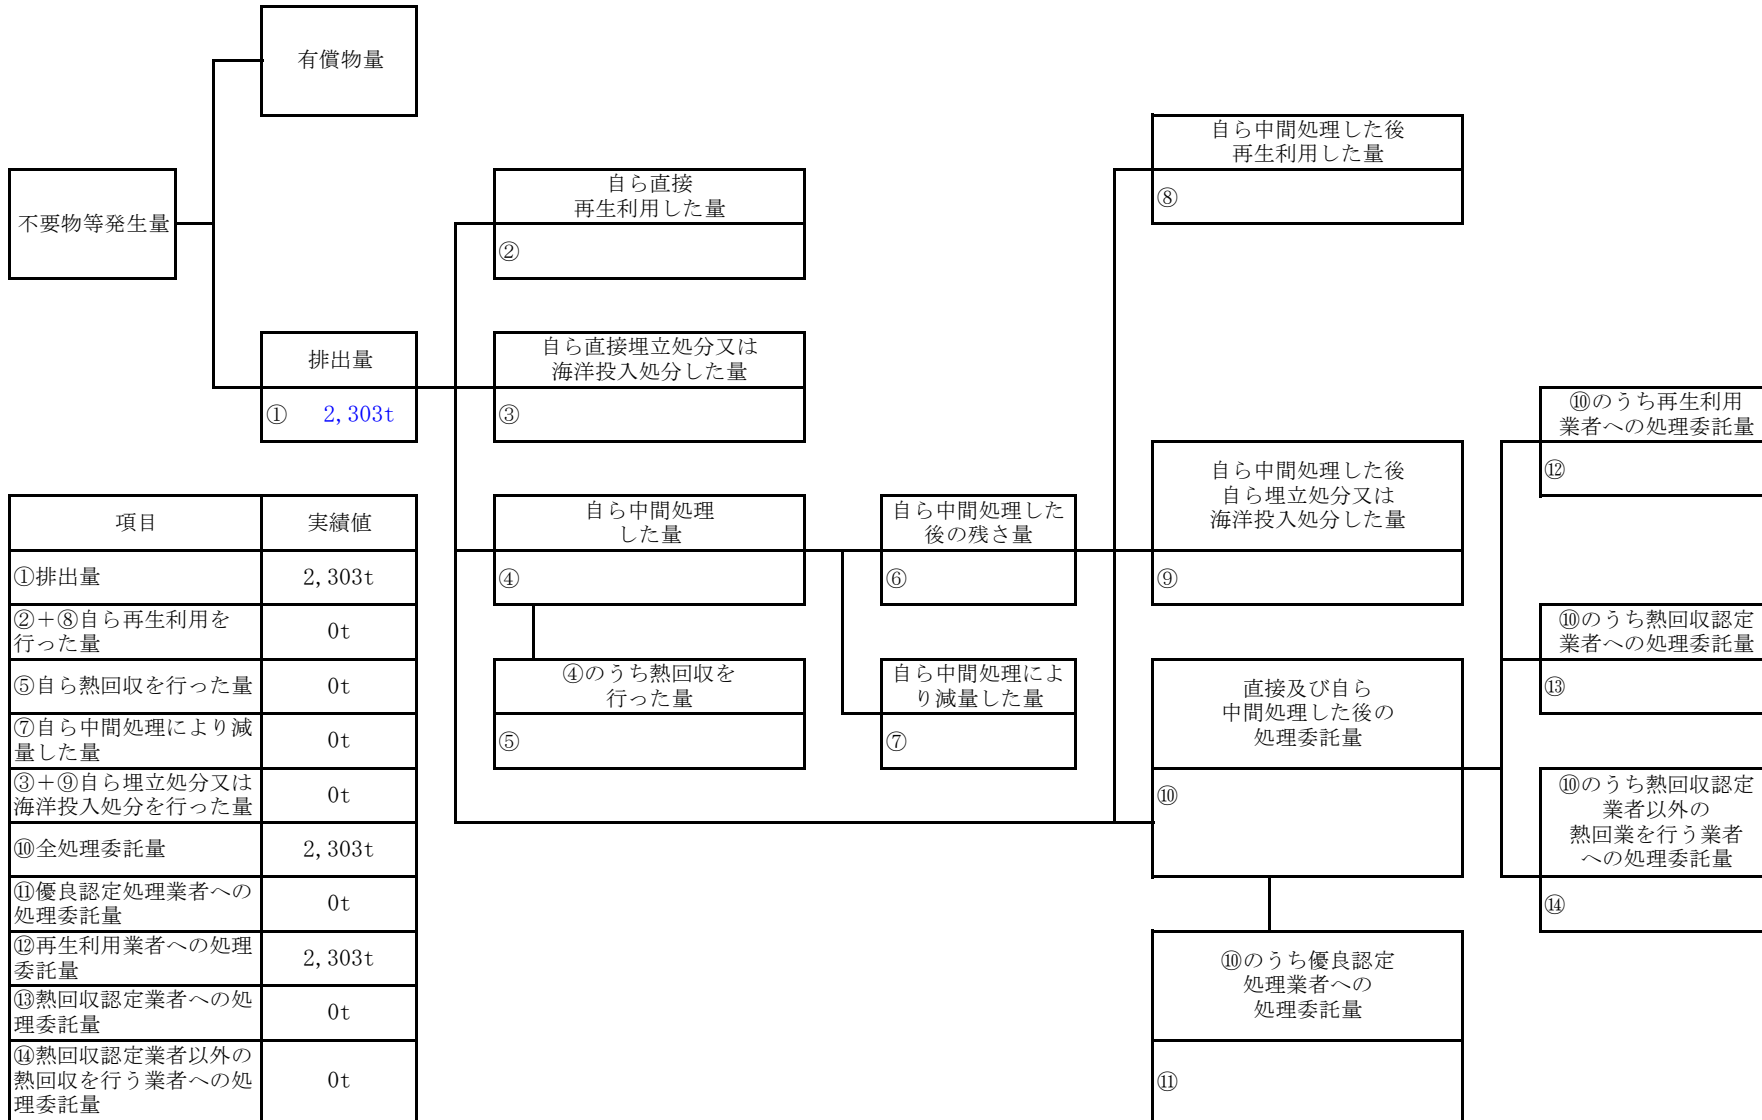 有償物量
不要物等発生量
排出量
① 2,303t
自ら直接
再生利用した量
②
自ら直接埋立処分又は
海洋投入処分した量
③
自ら中間処理
した量
④
④のうち熱回収を
行った量
⑤
自ら中間処理した
後の残さ量
⑥
自ら中間処理によ
り減量した量
⑦
自ら中間処理した後
再生利用した量
⑧
自ら中間処理した後
自ら埋立処分又は
海洋投入処分した量
⑨
直接及び自ら
中間処理した後の
処理委託量
⑩
⑩のうち優良認定
処理業者への
処理委託量
⑪
⑩のうち再生利用
業者への処理委託量
⑫
⑩のうち熱回収認定
業者への処理委託量
⑬
⑩のうち熱回収認定
業者以外の
熱回業を行う業者
への処理委託量
⑭
項目 実績値
①排出量 2,303t
②＋⑧自ら再生利用を
行った量 0t
⑤自ら熱回収を行った量 0t
⑦自ら中間処理により減
量した量 0t
③＋⑨自ら埋立処分又は
海洋投入処分を行った量 0t
⑩全処理委託量 2,303t
⑪優良認定処理業者への
処理委託量 0t
⑫再生利用業者への処理
委託量 2,303t
⑬熱回収認定業者への処
理委託量 0t
⑭熱回収認定業者以外の
熱回収を行う業者への処
理委託量 0t